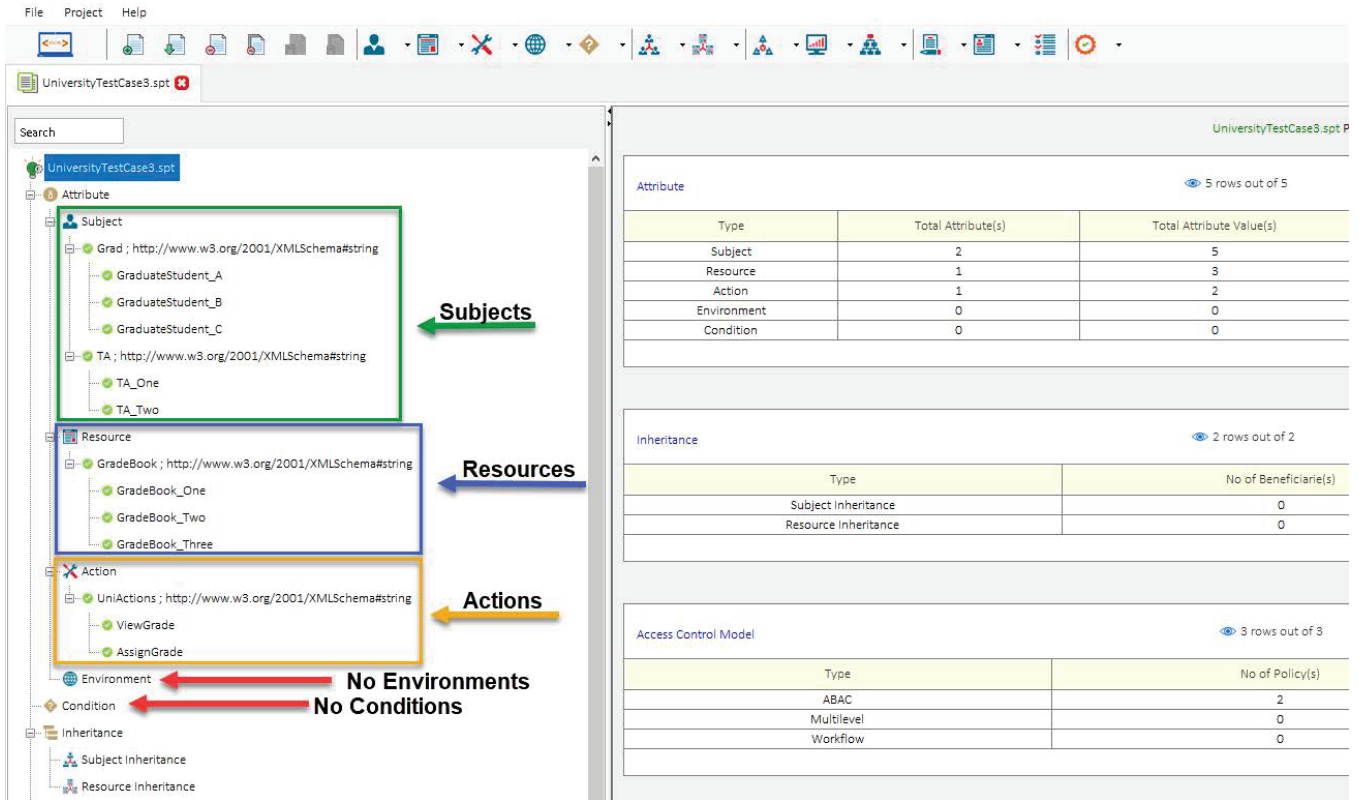 File Project Help
UniversityTestCase3.spt
Search
UniversityTestCase3.spt
Attribute
Subject
Grad ; http://www.w3.org/2001/XMLSchema#string
GraduateStudent_A
GraduateStudent_B
GraduateStudent_C
TA ; http://www.w3.org/2001/XMLSchema#string
TA_One
TA_Two
Subjects
Resource
GradeBook ; http://www.w3.org/2001/XMLSchema#string
GradeBook_One
GradeBook_Two
GradeBook_Three
Resources
Action
UniActions ; http://www.w3.org/2001/XMLSchema#string
ViewGrade
AssignGrade
Actions
Environment
No Environments
Condition
No Conditions
Inheritance
Subject Inheritance
Resource Inheritance
UniversityTestCase3.spt P
Attribute 5 rows out of 5
Type Total Attribute(s) Total Attribute Value(s)
Subject 2 5
Resource 1 3
Action 1 2
Environment 0 0
Condition 0 0
Inheritance 2 rows out of 2
Type No of Beneficiarie(s)
Subject Inheritance 0
Resource Inheritance 0
Access Control Model 3 rows out of 3
Type No of Policy(s)
ABAC 2
Multilevel 0
Workflow 0